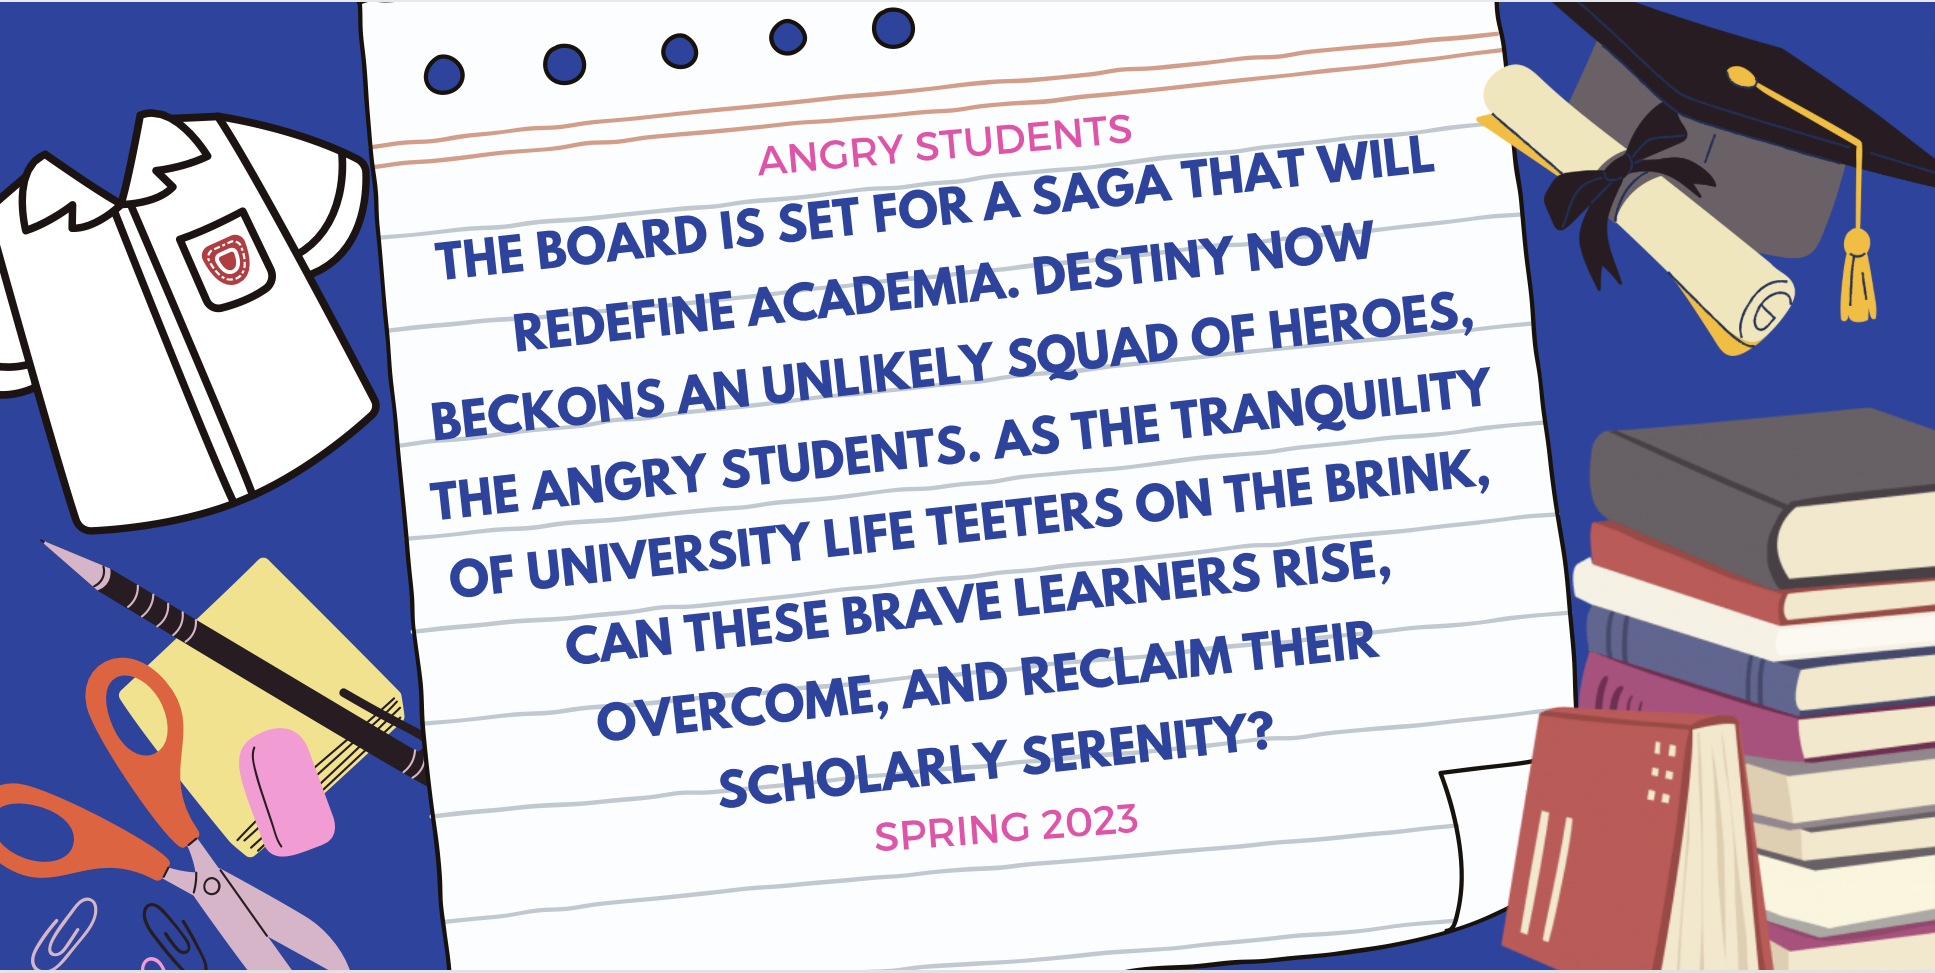 ANGRY STUDENTS
THE BOARD IS SET FOR A SAGA THAT WILL
REDEFINE ACADEMIA. DESTINY NOW
BECKONS AN UNLIKELY SQUAD OF HEROES,
THE ANGRY STUDENTS. AS THE TRANQUILITY
OF UNIVERSITY LIFE TEETERS ON THE BRINK,
CAN THESE BRAVE LEARNERS RISE,
OVERCOME, AND RECLAIM THEIR
SCHOLARLY SERENITY?
SPRING 2023